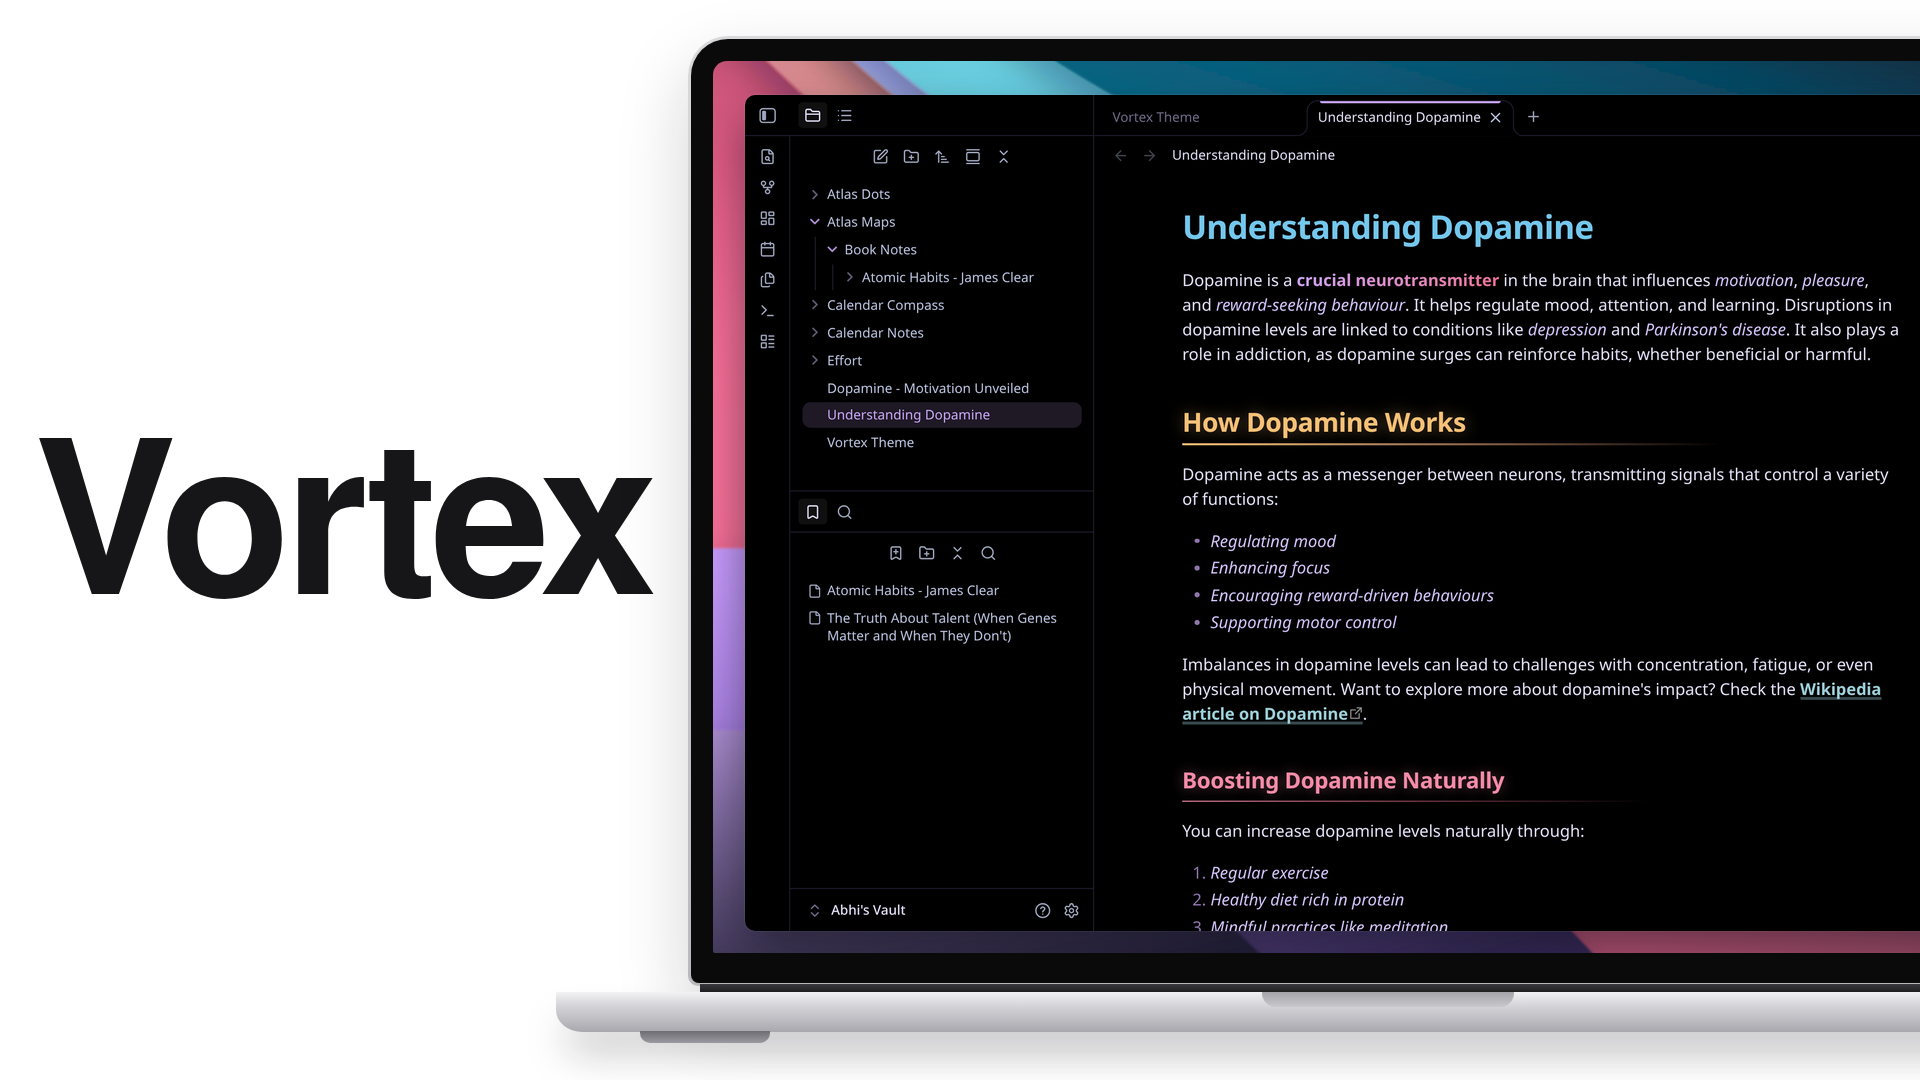 Vortex
Vortex Theme
Understanding Dopamine
Understanding Dopamine
Atlas Dots
Atlas Maps
Book Notes
Atomic Habits - James Clear
Calendar Compass
Calendar Notes
Effort
Dopamine - Motivation Unveiled
Understanding Dopamine
Vortex Theme
Atomic Habits - James Clear
The Truth About Talent (When Genes
Matter and When They Don't)
Abhi's Vault
Understanding Dopamine
Dopamine is a crucial neurotransmitter in the brain that influences motivation, pleasure,
and reward-seeking behaviour. It helps regulate mood, attention, and learning. Disruptions in
dopamine levels are linked to conditions like depression and Parkinson's disease. It also plays a
role in addiction, as dopamine surges can reinforce habits, whether beneficial or harmful.
How Dopamine Works
Dopamine acts as a messenger between neurons, transmitting signals that control a variety
of functions:
• Regulating mood
• Enhancing focus
• Encouraging reward-driven behaviours
• Supporting motor control
Imbalances in dopamine levels can lead to challenges with concentration, fatigue, or even
physical movement. Want to explore more about dopamine's impact? Check the Wikipedia
article on Dopamine.
Boosting Dopamine Naturally
You can increase dopamine levels naturally through:
1. Regular exercise
2. Healthy diet rich in protein
3. Mindful practices like meditation